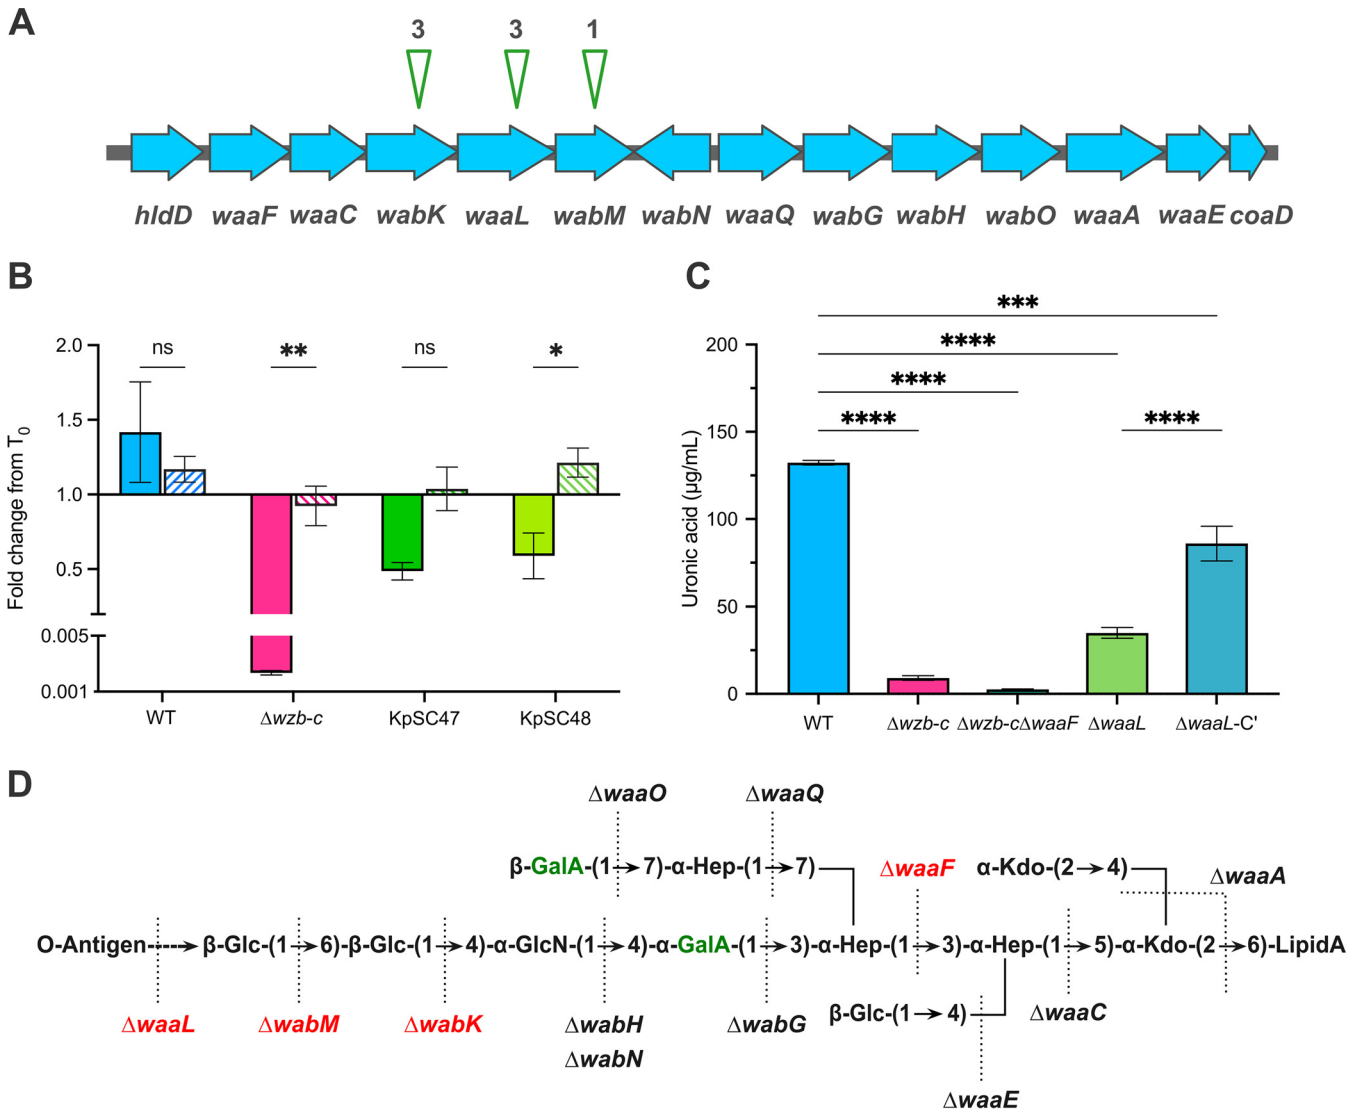 A
3 3 1
hldD waaF waaC wabK waaL wabM wabN waaQ wabG wabH wabO waaA waaE coaD
B
Fold change from T0
2.0
1.5
1.0
0.5
0.005
0.001
ns ** ns *
WT Δwzb-c KpSC47 KpSC48
C
Uronic acid (µg/mL)
200
150
100
50
0
***
****
****
**** ****
WT Δwzb-c Δwzb-cΔwaaF ΔwaaL ΔwaaL-C'
D
ΔwaaO ΔwaaQ
β-GalA-(1→7)-α-Hep-(1→7) ΔwaaF α-Kdo-(2→4) ΔwaaA
O-Antigen----→β-Glc-(1→6)-β-Glc-(1→4)-α-GlcN-(1→4)-α-GalA-(1→3)-α-Hep-(1→3)-α-Hep-(1→5)-α-Kdo-(2→6)-LipidA
ΔwaaL ΔwabM ΔwabK ΔwabH ΔwabG β-Glc-(1→4) ΔwaaC
ΔwabN
ΔwaaE